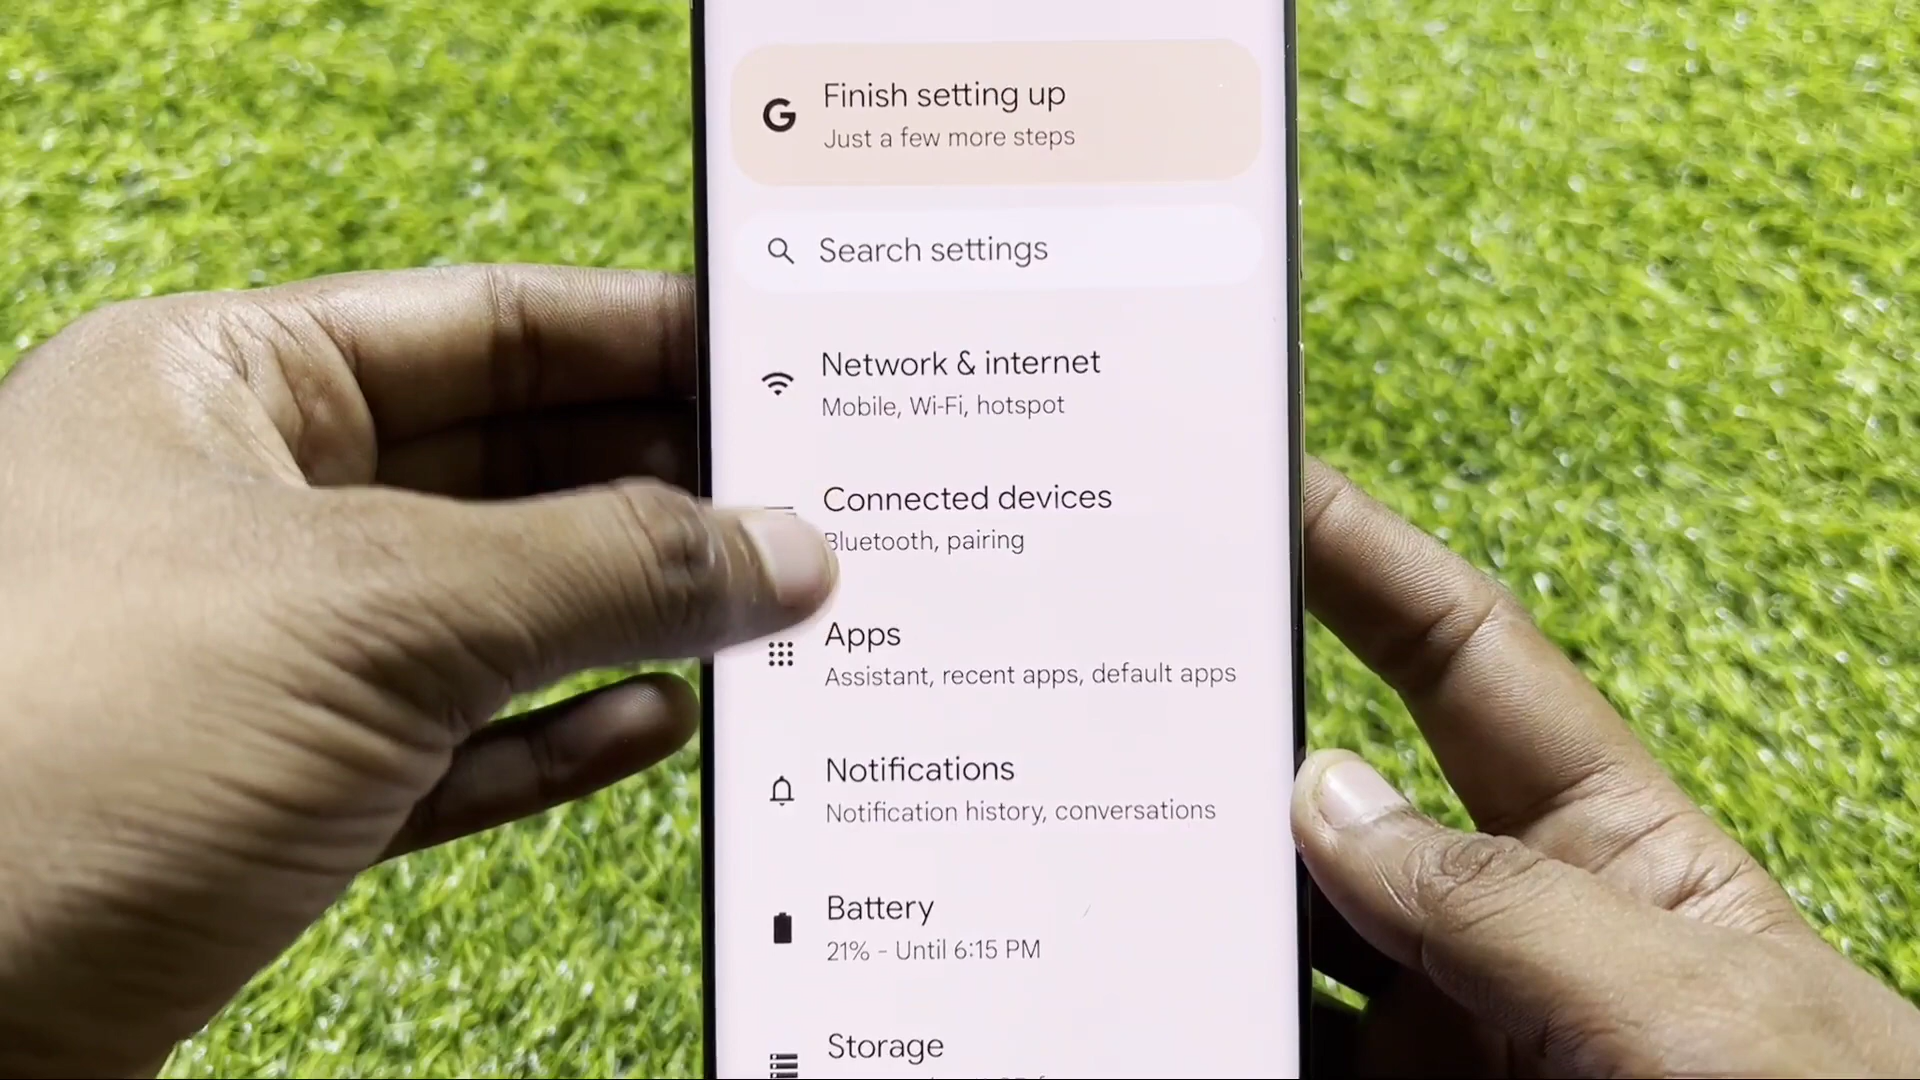 Finish setting up
Just a few more steps
Search settings
Network & internet
Mobile, Wi-Fi, hotspot
Connected devices
Bluetooth, pairing
Apps
Assistant, recent apps, default apps
Notifications
Notification history, conversations
Battery
21% - Until 6:15 PM
Storage